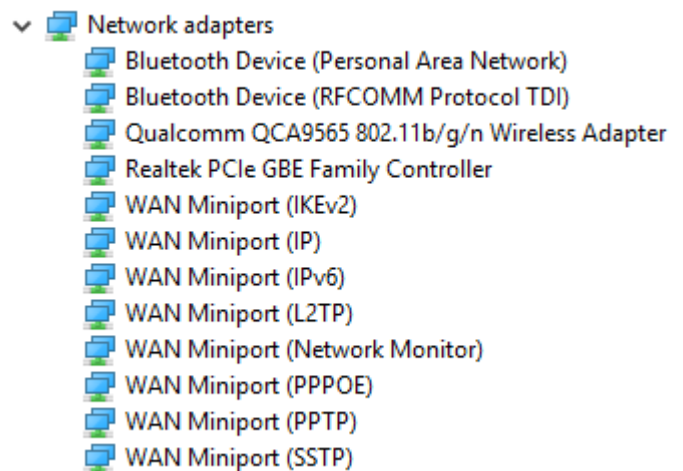 Network adapters
Bluetooth Device (Personal Area Network)
Bluetooth Device (RFCOMM Protocol TDI)
Qualcomm QCA9565 802.11b/g/n Wireless Adapter
Realtek PCIe GBE Family Controller
WAN Miniport (IKEv2)
WAN Miniport (IP)
WAN Miniport (IPv6)
WAN Miniport (L2TP)
WAN Miniport (Network Monitor)
WAN Miniport (PPPOE)
WAN Miniport (PPTP)
WAN Miniport (SSTP)